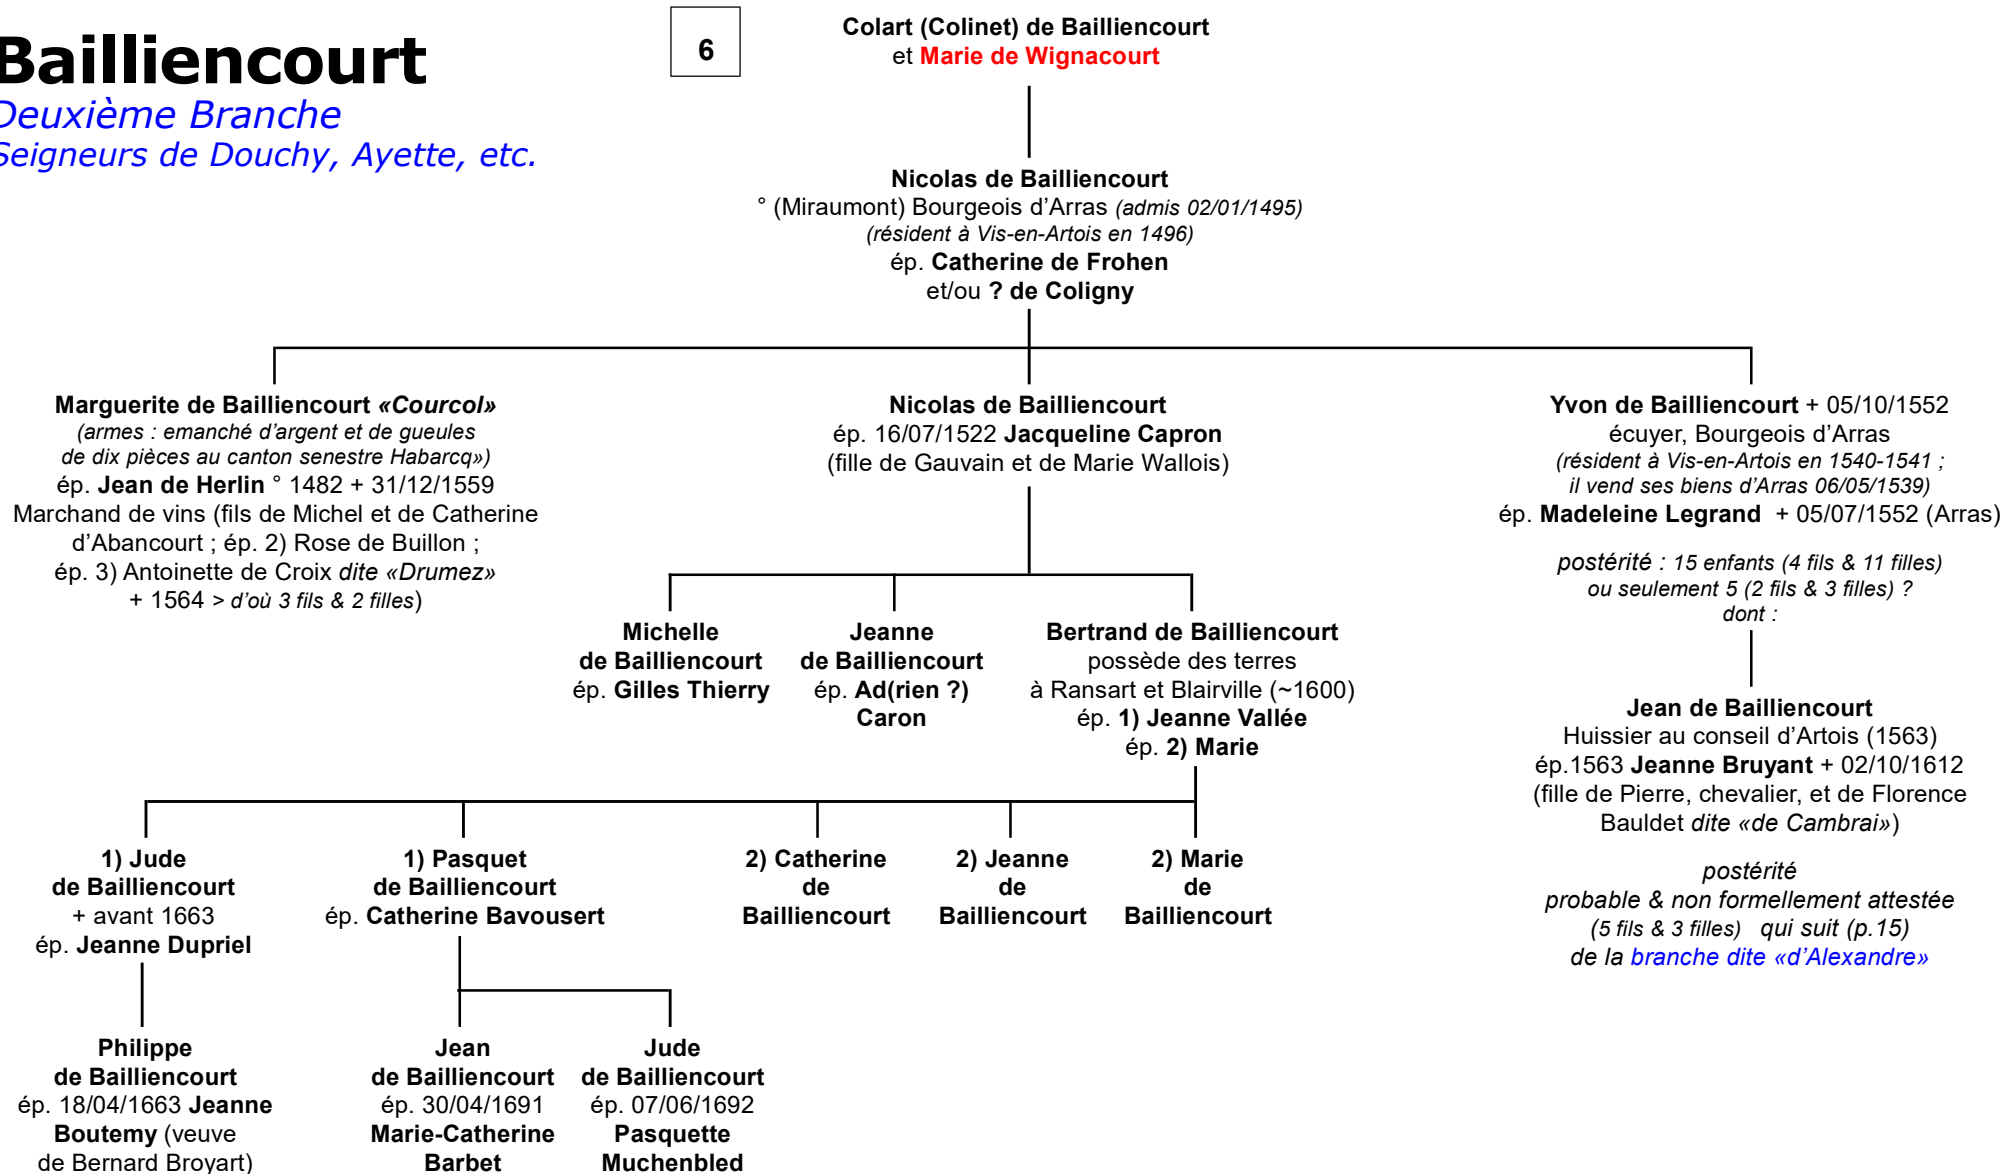 Bailliencourt
Deuxième Branche
Seigneurs de Douchy, Ayette, etc.
6
Colart (Colinet) de Bailliencourt
et Marie de Wignacourt
Nicolas de Bailliencourt
° (Miraumont) Bourgeois d’Arras (admis 02/01/1495)
(résident à Vis-en-Artois en 1496)
ép. Catherine de Frohen
et/ou ? de Coligny
Marguerite de Bailliencourt «Courcol»
(armes : emanché d’argent et de gueules
de dix pièces au canton senestre Habarcq»)
ép. Jean de Herlin ° 1482 + 31/12/1559
Marchand de vins (fils de Michel et de Catherine
d’Abancourt ; ép. 2) Rose de Buillon ;
ép. 3) Antoinette de Croix dite «Drumez»
+ 1564 > d’où 3 fils & 2 filles)
Nicolas de Bailliencourt
ép. 16/07/1522 Jacqueline Capron
(fille de Gauvain et de Marie Wallois)
Yvon de Bailliencourt + 05/10/1552
écuyer, Bourgeois d’Arras
(résident à Vis-en-Artois en 1540-1541 ;
il vend ses biens d’Arras 06/05/1539)
ép. Madeleine Legrand + 05/07/1552 (Arras)
postérité : 15 enfants (4 fils & 11 filles)
ou seulement 5 (2 fils & 3 filles) ?
dont :
Michelle
de Bailliencourt
ép. Gilles Thierry
Jeanne
de Bailliencourt
ép. Ad(rien ?)
Caron
Bertrand de Bailliencourt
possède des terres
à Ransart et Blairville (~1600)
ép. 1) Jeanne Vallée
ép. 2) Marie
Jean de Bailliencourt
Huissier au conseil d’Artois (1563)
ép.1563 Jeanne Bruyant + 02/10/1612
(fille de Pierre, chevalier, et de Florence
Bauldet dite «de Cambrai»)
postérité
probable & non formellement attestée
(5 fils & 3 filles) qui suit (p.15)
de la branche dite «d’Alexandre»
1) Jude
de Bailliencourt
+ avant 1663
ép. Jeanne Dupriel
1) Pasquet
de Bailliencourt
ép. Catherine Bavousert
2) Catherine
de
Bailliencourt
2) Jeanne
de
Bailliencourt
2) Marie
de
Bailliencourt
Philippe
de Bailliencourt
ép. 18/04/1663 Jeanne
Boutemy (veuve
de Bernard Broyart)
Jean
de Bailliencourt
ép. 30/04/1691
Marie-Catherine
Barbet
Jude
de Bailliencourt
ép. 07/06/1692
Pasquette
Muchenbled